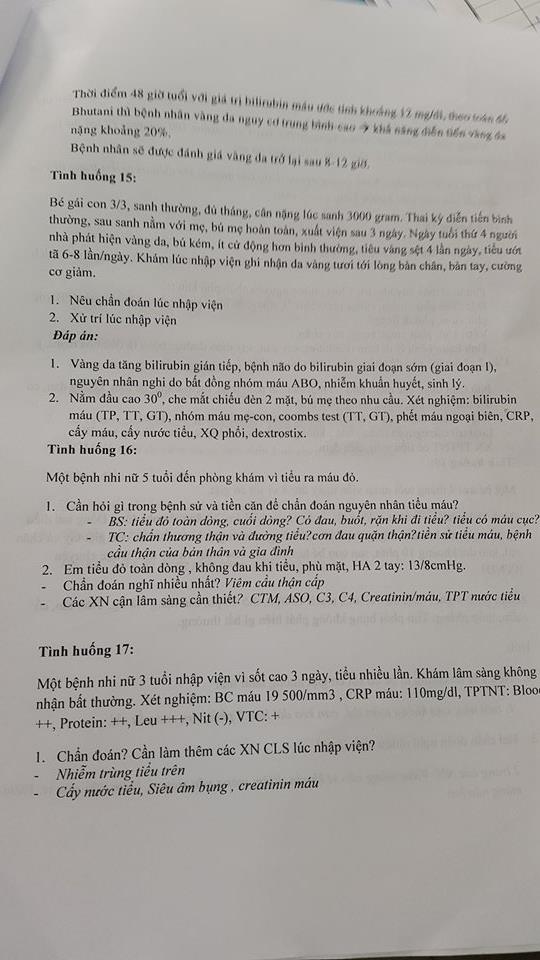 Thời điểm 48 giờ tuổi với giá trị bilirubin máu ước tính khoảng 12 mg/dl, theo toán đồ
Bhutani thì bệnh nhân vàng da nguy cơ trung bình cao → khả năng diễn tiến vàng da
nặng khoảng 20%.
Bệnh nhân sẽ được đánh giá vàng da trở lại sau 8-12 giờ.
Tình huống 15:
Bé gái con 3/3, sanh thường, đủ tháng, cân nặng lúc sanh 3000 gram. Thai kỳ diễn tiến bình
thường, sau sanh nằm với mẹ, bú mẹ hoàn toàn, xuất viện sau 3 ngày. Ngày tuổi thứ 4 người
nhà phát hiện vàng da, bú kém, ít cử động hơn bình thường, tiêu vàng sệt 4 lần ngày, tiểu ướt
tã 6-8 lần/ngày. Khám lúc nhập viện ghi nhận da vàng tươi tới lòng bàn chân, bàn tay, cường
cơ giảm.
1. Nêu chẩn đoán lúc nhập viện
2. Xử trí lúc nhập viện
Đáp án:
1. Vàng da tăng bilirubin gián tiếp, bệnh não do bilirubin giai đoạn sớm (giai đoạn 1),
nguyên nhân nghi do bất đồng nhóm máu ABO, nhiễm khuẩn huyết, sinh lý.
2. Nằm đầu cao 30⁰, che mắt chiếu đèn 2 mặt, bú mẹ theo nhu cầu. Xét nghiệm: bilirubin
máu (TP, TT, GT), nhóm máu mẹ-con, coombs test (TT, GT), phết máu ngoại biên, CRP,
cấy máu, cấy nước tiểu, XQ phổi, dextrostix.
Tình huống 16:
Một bệnh nhi nữ 5 tuổi đến phòng khám vì tiểu ra máu đỏ.
1. Cần hỏi gì trong bệnh sử và tiền căn để chẩn đoán nguyên nhân tiểu máu?
- BS: tiểu đỏ toàn dòng, cuối dòng? Có đau, buốt, rặn khi đi tiểu? tiểu có máu cục?
- TC: chấn thương thận và đường tiểu?cơn đau quặn thận?tiền sử tiểu máu, bệnh
cầu thận của bản thân và gia đình
2. Em tiểu đỏ toàn dòng , không đau khi tiểu, phù mặt, HA 2 tay: 13/8cmHg.
- Chẩn đoán nghĩ nhiều nhất? Viêm cầu thận cấp
- Các XN cận lâm sàng cần thiết? CTM, ASO, C3, C4, Creatinin/máu, TPT nước tiểu
Tình huống 17:
Một bệnh nhi nữ 3 tuổi nhập viện vì sốt cao 3 ngày, tiểu nhiều lần. Khám lâm sàng không
nhận bất thường. Xét nghiệm: BC máu 19 500/mm3 , CRP máu: 110mg/dl, TPTNT: Bloo
++, Protein: ++, Leu +++, Nit (-), VTC: +
1. Chẩn đoán? Cần làm thêm các XN CLS lúc nhập viện?
- Nhiễm trùng tiểu trên
- Cấy nước tiểu, Siêu âm bụng , creatinin máu